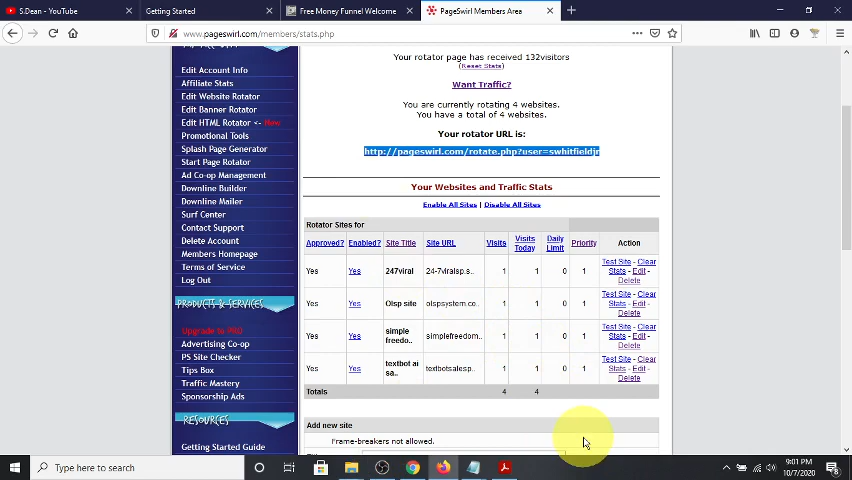 S.Dean - YouTube
Getting Started
Free Money Funnel Welcome
PageSwirl Members Area
www.pageswirl.com/members/stats.php
Edit Account Info
Affiliate Stats
Edit Website Rotator
Edit Banner Rotator
Edit HTML Rotator <- New
Promotional Tools
Splash Page Generator
Start Page Rotator
Ad Co-op Management
Downline Builder
Downline Mailer
Surf Center
Contact Support
Delete Account
Members Homepage
Terms of Service
Log Out
PRODUCTS & SERVICES
Upgrade to PRO
Advertising Co-op
PS Site Checker
Tips Box
Traffic Mastery
Sponsorship Ads
RESOURCES
Getting Started Guide
Your rotator page has received 132visitors
(Reset Stats)
Want Traffic?
You are currently rotating 4 websites.
You have a total of 4 websites.
Your rotator URL is:
http://pageswirl.com/rotate.php?user=swhitfieldjr
Your Websites and Traffic Stats
Enable All Sites | Disable All Sites
Rotator Sites for
Approved? Enabled? Site Title Site URL Visits Visits Today Daily Limit Priority Action
Yes Yes 247viral 24-7viralsp.s.. 1 1 0 1 Test Site - Clear Stats - Edit - Delete
Yes Yes Olsp site olspsystem.co.. 1 1 0 1 Test Site - Clear Stats - Edit - Delete
Yes Yes simple freedo.. simplefreedom.. 1 1 0 1 Test Site - Clear Stats - Edit - Delete
Yes Yes textbot ai sa.. textbotsalesp.. 1 1 0 1 Test Site - Clear Stats - Edit - Delete
Totals 4 4
Add new site
Frame-breakers not allowed.
Type here to search
9:01 PM
10/7/2020
8